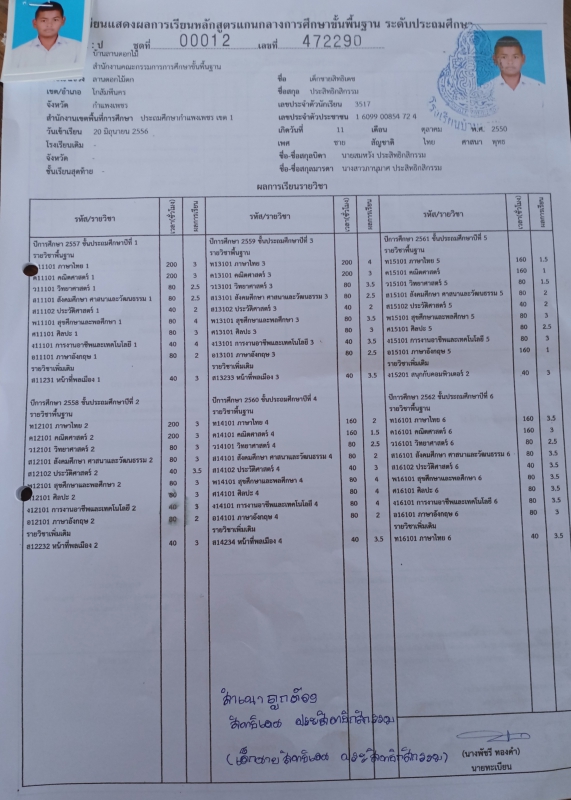 ระเบียนแสดงผลการเรียนหลักสูตรแกนกลางการศึกษาขั้นพื้นฐาน ระดับประถมศึกษา
: ป ชุดที่ 00012 เลขที่ 472290
บ้านลานดอกไม้
สำนักงานคณะกรรมการการศึกษาขั้นพื้นฐาน
ลานดอกไม้ตก ชื่อ เด็กชายสิทธิเดช
เขต/อำเภอ โกสัมพีนคร ชื่อสกุล ประสิทธิกสิกรรม
จังหวัด กำแพงเพชร เลขประจำตัวนักเรียน 3517
สำนักงานเขตพื้นที่การศึกษา ประถมศึกษากำแพงเพชร เขต 1 เลขประจำตัวประชาชน 1 6099 00854 72 4
วันเข้าเรียน 20 มิถุนายน 2556 เกิดวันที่ 11 เดือน ตุลาคม พ.ศ. 2550
โรงเรียนเดิม - เพศ ชาย สัญชาติ ไทย ศาสนา พุทธ
จังหวัด - ชื่อ-ชื่อสกุลบิดา นายสมหวัง ประสิทธิกสิกรรม
ชั้นเรียนสุดท้าย - ชื่อ-ชื่อสกุลมารดา นางสาวภานุมาศ ประสิทธิกสิกรรม
ผลการเรียนรายวิชา
รหัส/รายวิชา เวลา(ชั่วโมง) ผลการเรียน รหัส/รายวิชา เวลา(ชั่วโมง) ผลการเรียน รหัส/รายวิชา เวลา(ชั่วโมง) ผลการเรียน
ปีการศึกษา 2557 ชั้นประถมศึกษาปีที่ 1
รายวิชาพื้นฐาน
11101 ภาษาไทย 1 200 3
ค11101 คณิตศาสตร์ 1 200 3
ว11101 วิทยาศาสตร์ 1 80 2.5
ส11101 สังคมศึกษา ศาสนาและวัฒนธรรม 1 80 2.5
ส11102 ประวัติศาสตร์ 1 40 2
พ11101 สุขศึกษาและพลศึกษา 1 80 4
ศ11101 ศิลปะ 1 80 3
ง11101 การงานอาชีพและเทคโนโลยี 1 40 4
อ11101 ภาษาอังกฤษ 1 80 2
รายวิชาเพิ่มเติม
ส11231 หน้าที่พลเมือง 1 40 3
ปีการศึกษา 2559 ชั้นประถมศึกษาปีที่ 3
รายวิชาพื้นฐาน
ท13101 ภาษาไทย 3 200 4
ค13101 คณิตศาสตร์ 3 200 3
ว13101 วิทยาศาสตร์ 3 80 3.5
ส13101 สังคมศึกษา ศาสนาและวัฒนธรรม 3 80 2.5
ส13102 ประวัติศาสตร์ 3 40 2
พ13101 สุขศึกษาและพลศึกษา 3 80 3.5
ศ13101 ศิลปะ 3 80 3
ง13101 การงานอาชีพและเทคโนโลยี 3 40 3.5
อ13101 ภาษาอังกฤษ 3 80 2.5
รายวิชาเพิ่มเติม
ส13233 หน้าที่พลเมือง 3 40 3.5
ปีการศึกษา 2561 ชั้นประถมศึกษาปีที่ 5
รายวิชาพื้นฐาน
ท15101 ภาษาไทย 5 160 1.5
ค15101 คณิตศาสตร์ 5 160 1
ว15101 วิทยาศาสตร์ 5 80 1.5
ส15101 สังคมศึกษา ศาสนาและวัฒนธรรม 5 80 2
ส15102 ประวัติศาสตร์ 5 40 2
พ15101 สุขศึกษาและพลศึกษา 5 80 3
ศ15101 ศิลปะ 5 80 2.5
ง15101 การงานอาชีพและเทคโนโลยี 5 80 3
อ15101 ภาษาอังกฤษ 5 160 1
รายวิชาเพิ่มเติม
ง15201 สนุกกับคอมพิวเตอร์ 2 40 3
ปีการศึกษา 2558 ชั้นประถมศึกษาปีที่ 2
รายวิชาพื้นฐาน
ท12101 ภาษาไทย 2 200 3
ค12101 คณิตศาสตร์ 2 200 3
ว12101 วิทยาศาสตร์ 2 80 3
ส12101 สังคมศึกษา ศาสนาและวัฒนธรรม 2 80 3
ส12102 ประวัติศาสตร์ 2 40 3.5
พ12101 สุขศึกษาและพลศึกษา 2 80 3
12101 ศิลปะ 2 80 3
ง12101 การงานอาชีพและเทคโนโลยี 2 40 3
อ12101 ภาษาอังกฤษ 2 80 2
รายวิชาเพิ่มเติม
ส12232 หน้าที่พลเมือง 2 40 3
ปีการศึกษา 2560 ชั้นประถมศึกษาปีที่ 4
รายวิชาพื้นฐาน
ท14101 ภาษาไทย 4 160 2
ค14101 คณิตศาสตร์ 4 160 1.5
ว14101 วิทยาศาสตร์ 4 80 2.5
ส14101 สังคมศึกษา ศาสนาและวัฒนธรรม 4 80 2
ส14102 ประวัติศาสตร์ 4 40 3
พ14101 สุขศึกษาและพลศึกษา 4 80 4
ศ14101 ศิลปะ 4 80 4
ง14101 การงานอาชีพและเทคโนโลยี 4 80 4
อ14101 ภาษาอังกฤษ 4 80 2
รายวิชาเพิ่มเติม
ส14234 หน้าที่พลเมือง 4 40 3.5
ปีการศึกษา 2562 ชั้นประถมศึกษาปีที่ 6
รายวิชาพื้นฐาน
ท16101 ภาษาไทย 6 160 3.5
ค16101 คณิตศาสตร์ 6 160 3
ว16101 วิทยาศาสตร์ 6 80 2.5
ส16101 สังคมศึกษา ศาสนาและวัฒนธรรม 6 80 3.5
ส16102 ประวัติศาสตร์ 6 40 3.5
พ16101 สุขศึกษาและพลศึกษา 6 80 3.5
ศ16101 ศิลปะ 6 80 3.5
ง16101 การงานอาชีพและเทคโนโลยี 6 80 3.5
อ16101 ภาษาอังกฤษ 6 80 3
รายวิชาเพิ่มเติม
ท16101 ภาษาไทย 6 40 3.5
สำเนาถูกต้อง
สิทธิเดช ประสิทธิกสิกรรม
(เด็กชายสิทธิเดช ประสิทธิกสิกรรม)
(นางพัชรี ทองคำ)
นายทะเบียน